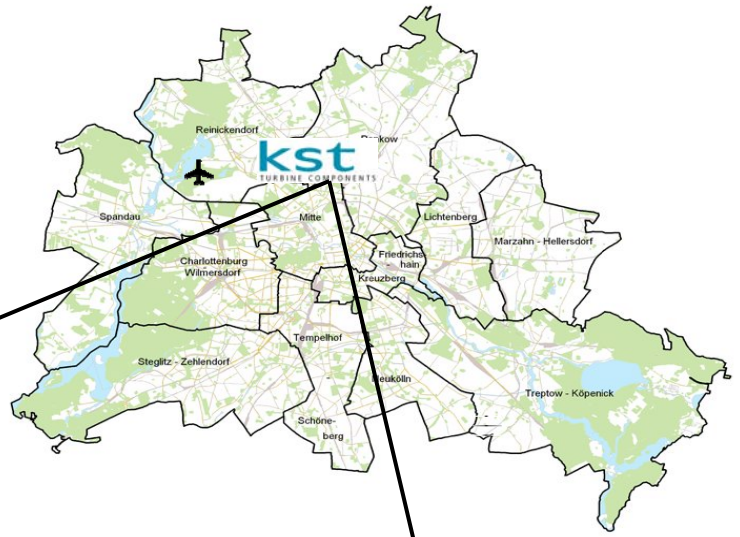 Reinickendorf
Pankow
kst
TURBINE COMPONENTS
Spandau
Mitte
Lichtenberg
Marzahn - Hellersdorf
Charlottenburg
Wilmersdorf
Friedrichs
- hain
Kreuzberg
Tempelhof
Steglitz - Zehlendorf
Neukölln
Treptow - Köpenick
Schöne-
berg